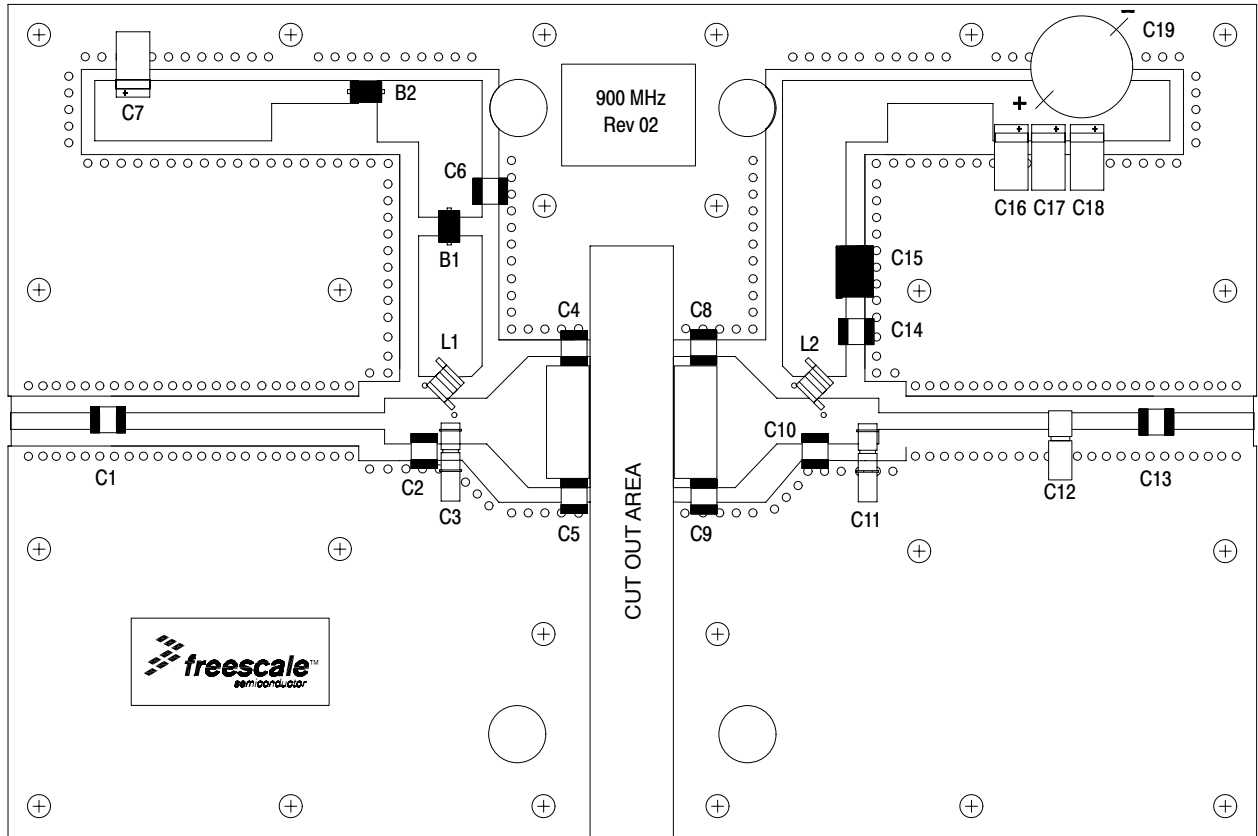 C7
+
B2
900 MHz
Rev 02
−
C19
+
+
+
+
C16
C17
C18
C6
B1
C15
C14
C4
C8
L1
L2
C1
C2
C3
C5
C9
C10
C11
C12
C13
CUT OUT AREA
freescale™
semiconductor